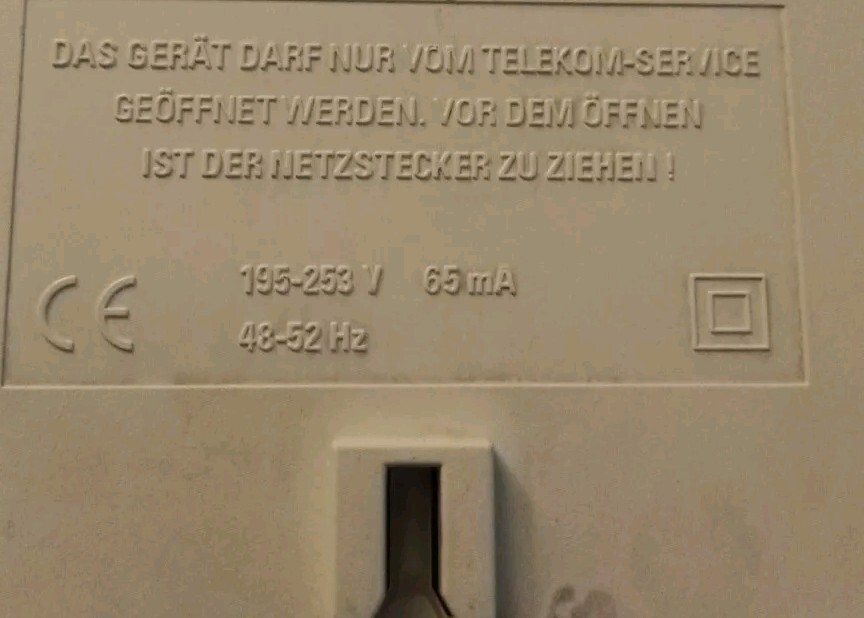 DAS GERÄT DARF NUR VOM TELEKOM-SERVICE
GEÖFFNET WERDEN. VOR DEM ÖFFNEN
IST DER NETZSTECKER ZU ZIEHEN !
195-253 V 65 mA
CE
48-52 Hz